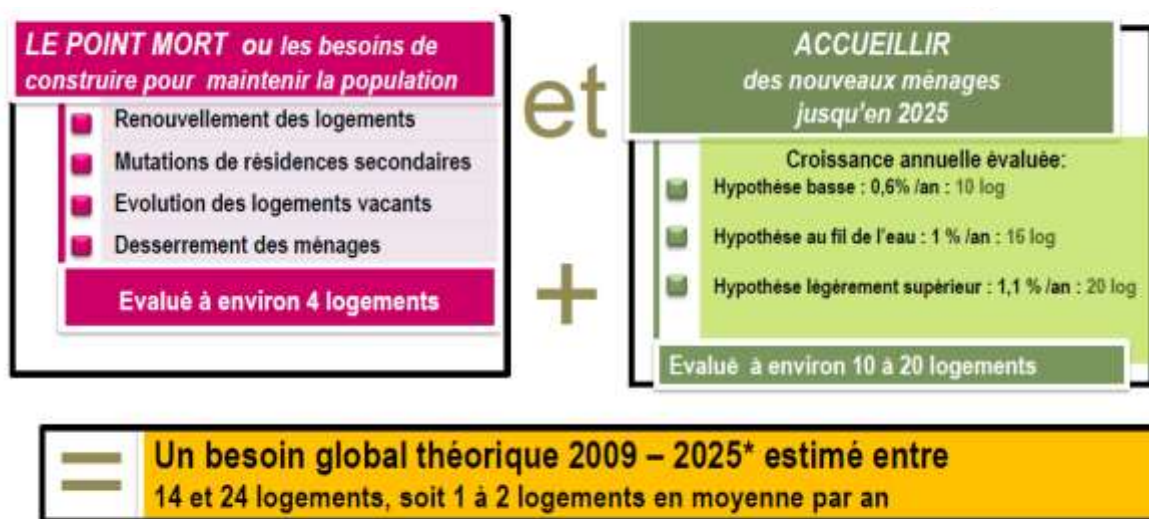 LE POINT MORT ou les besoins de
construire pour maintenir la population
Renouvellement des logements
Mutations de résidences secondaires
Evolution des logements vacants
Desserrement des ménages
Evalué à environ 4 logements
et
+
ACCUEILLIR
des nouveaux ménages
jusqu'en 2025
Croissance annuelle évaluée:
Hypothèse basse : 0,6% /an : 10 log
Hypothèse au fil de l'eau : 1 % /an : 16 log
Hypothèse légèrement supérieur : 1,1 % /an : 20 log
Evalué à environ 10 à 20 logements
=
Un besoin global théorique 2009 – 2025* estimé entre
14 et 24 logements, soit 1 à 2 logements en moyenne par an